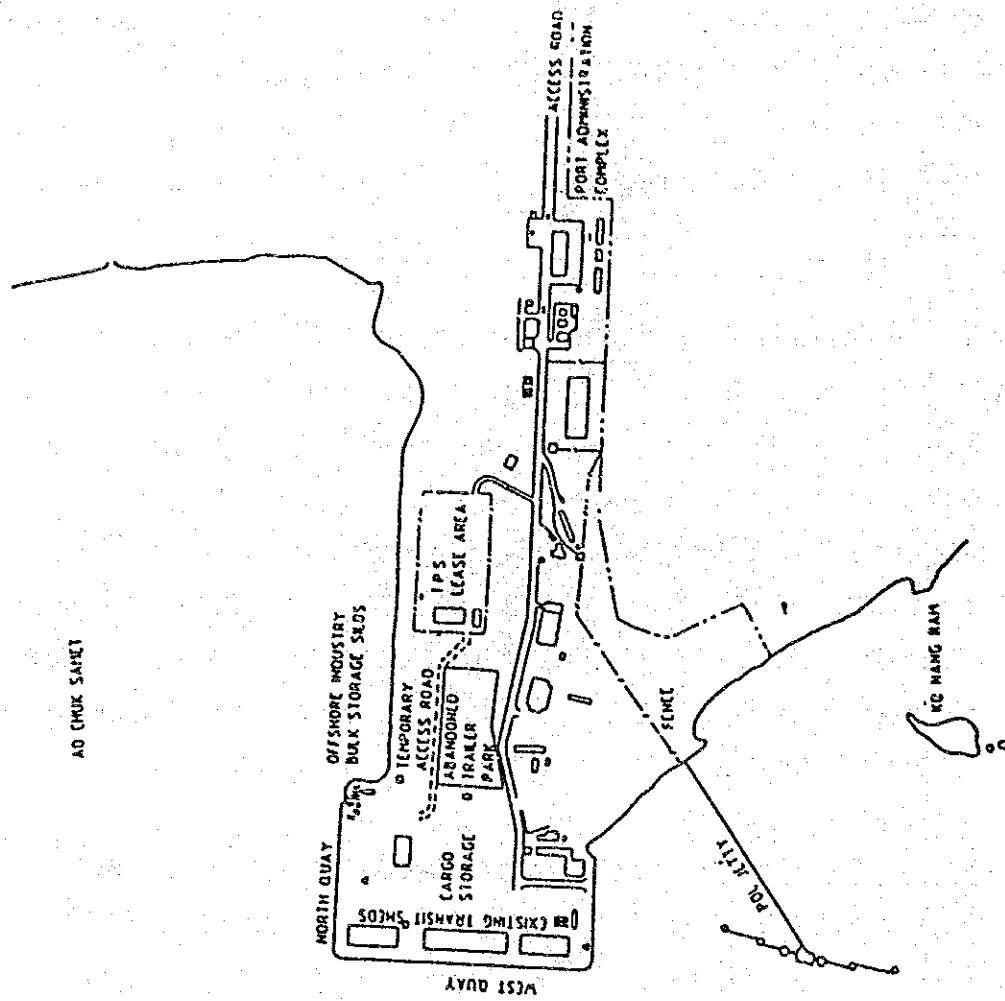 ACCESS ROAD
PORT ADMINISTRATION
COMPLEX
AO CHUK SAMET
OFFSHORE INDUSTRY
BULK STORAGE SILOS
IPS
LEASE AREA
TEMPORARY
ACCESS ROAD
ABANDONED
TRAILER
PARK
NORTH QUAY
CARGO
STORAGE
EXISTING TRANSIT SHEDS
WEST QUAY
FENCE
POL JETTY
KO NANG RAM